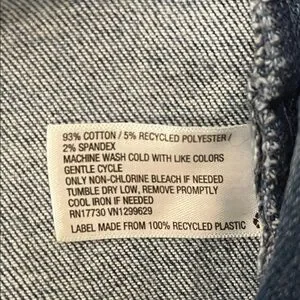 93% COTTON / 5% RECYCLED POLYESTER /
2% SPANDEX
MACHINE WASH COLD WITH LIKE COLORS
GENTLE CYCLE
ONLY NON-CHLORINE BLEACH IF NEEDED
TUMBLE DRY LOW, REMOVE PROMPTLY
COOL IRON IF NEEDED
RN17730 VN1299629
LABEL MADE FROM 100% RECYCLED PLASTIC